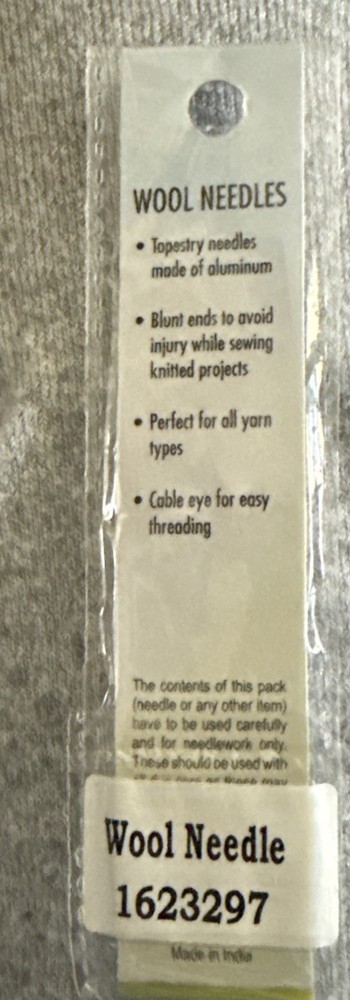 WOOL NEEDLES
• Tapestry needles
made of aluminum
• Blunt ends to avoid
injury while sewing
knitted projects
• Perfect for all yarn
types
• Cable eye for easy
threading
The contents of this pack
(needle or any other item)
have to be used carefully
and for needlework only.
These should be used with
Wool Needle
1623297
Made in India